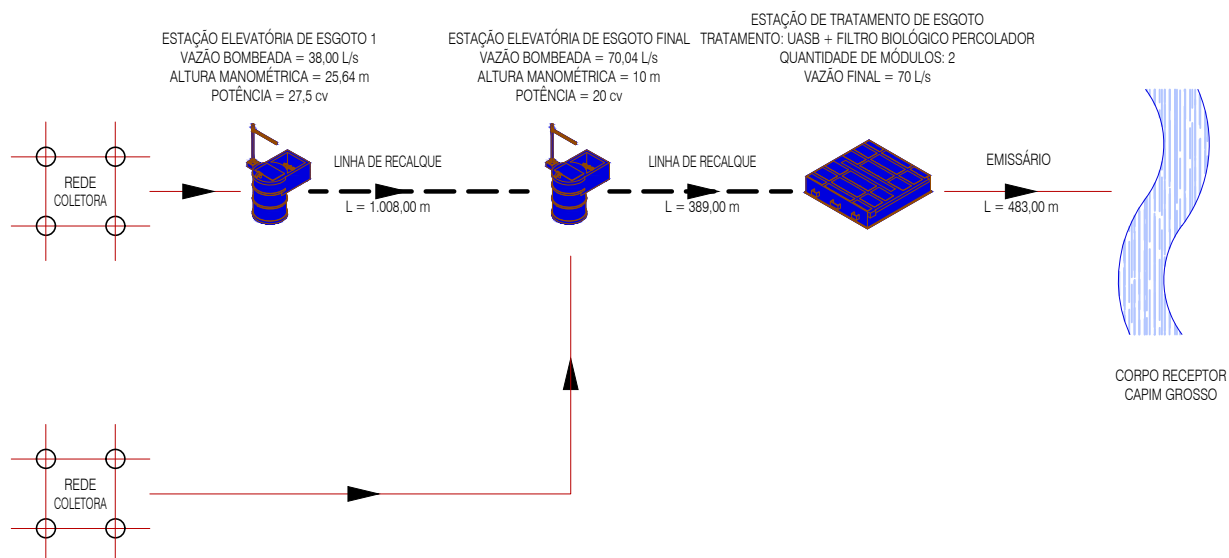 ESTAÇÃO ELEVATÓRIA DE ESGOTO 1
VAZÃO BOMBEADA = 38,00 L/s
ALTURA MANOMÉTRICA = 25,64 m
POTÊNCIA = 27,5 cv
ESTAÇÃO ELEVATÓRIA DE ESGOTO FINAL
VAZÃO BOMBEADA = 70,04 L/s
ALTURA MANOMÉTRICA = 10 m
POTÊNCIA = 20 cv
ESTAÇÃO DE TRATAMENTO DE ESGOTO
TRATAMENTO: UASB + FILTRO BIOLÓGICO PERCOLADOR
QUANTIDADE DE MÓDULOS: 2
VAZÃO FINAL = 70 L/s
REDE
COLETORA
LINHA DE RECALQUE
L = 1.008,00 m
LINHA DE RECALQUE
L = 389,00 m
EMISSÁRIO
L = 483,00 m
CORPO RECEPTOR
CAPIM GROSSO
REDE
COLETORA